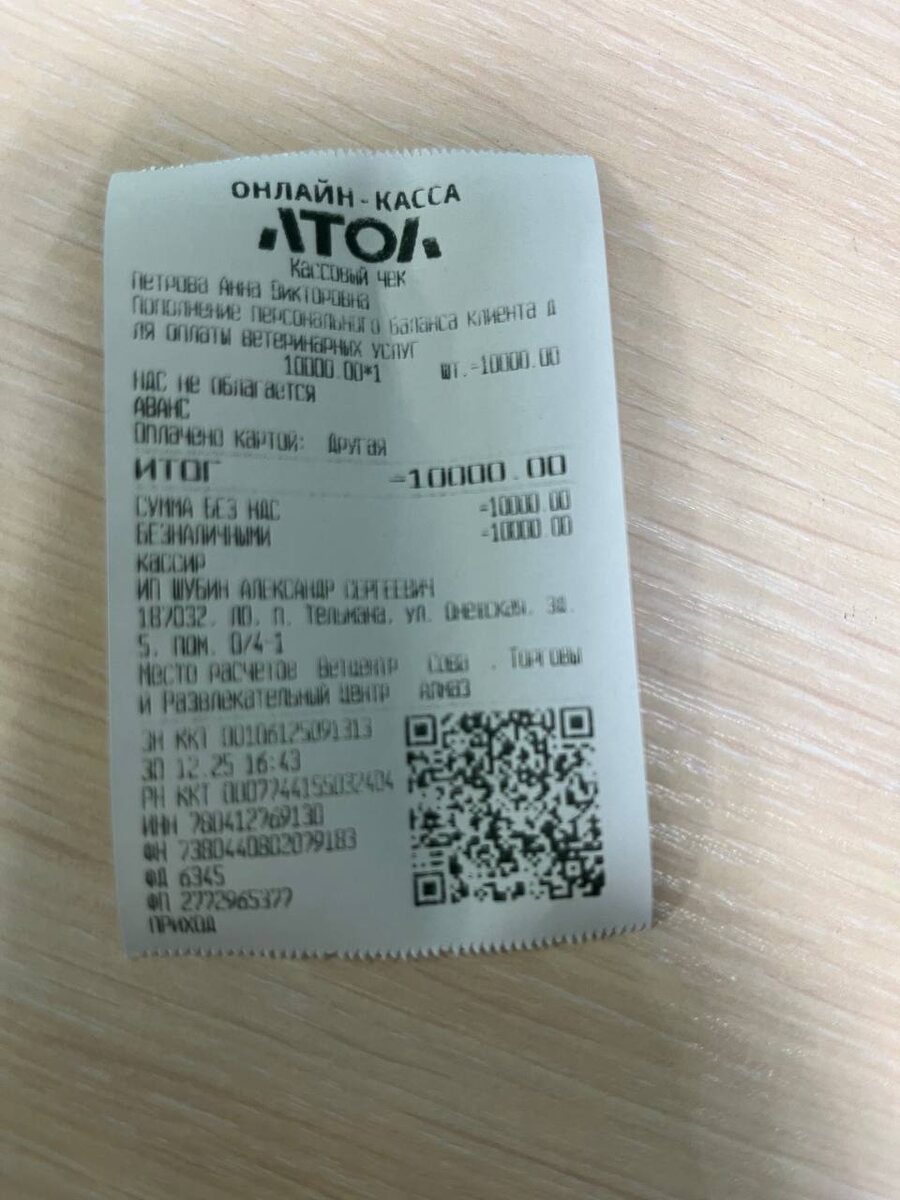 ОНЛАЙН-КАССА
АТОЛ
Кассовый чек
Петрова Анна Викторовна
Пополнение персонального баланса клиента д
ля оплаты ветеринарных услуг
10000.00*1 шт.=10000.00
НДС не облагается
АВАНС
Оплачено картой: Другая
ИТОГ =10000.00
СУММА БЕЗ НДС =10000.00
БЕЗНАЛИЧНЫМИ =10000.00
кассир
ИП ШУБИН АЛЕКСАНДР СЕРГЕЕВИЧ
187032, ЛО, п. Тельмана, ул. Онежская, зд.
5, пом. 0/4-1
Место расчетов Ветцентр Сова , Торговы
й Развлекательный Центр АЛМАЗ
ЗН ККТ 00106125091313
30.12.25 16:43
РН ККТ 0007744155032404
ИНН 780412769130
ФН 7380440802079183
ФД 6345
ФП 2772965377
ПРИХОД